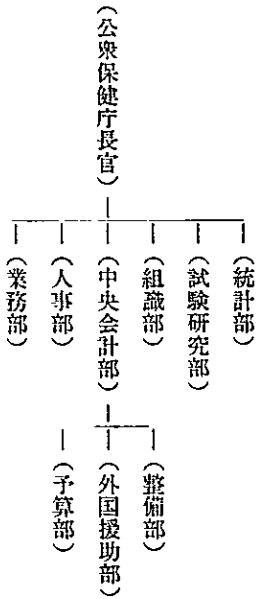 （公衆保健庁長官）
（統計部）
（試験研究部）
（組識部）
（中央会計部）
（人事部）
（業務部）
（整備部）
（外国援助部）
（予算部）